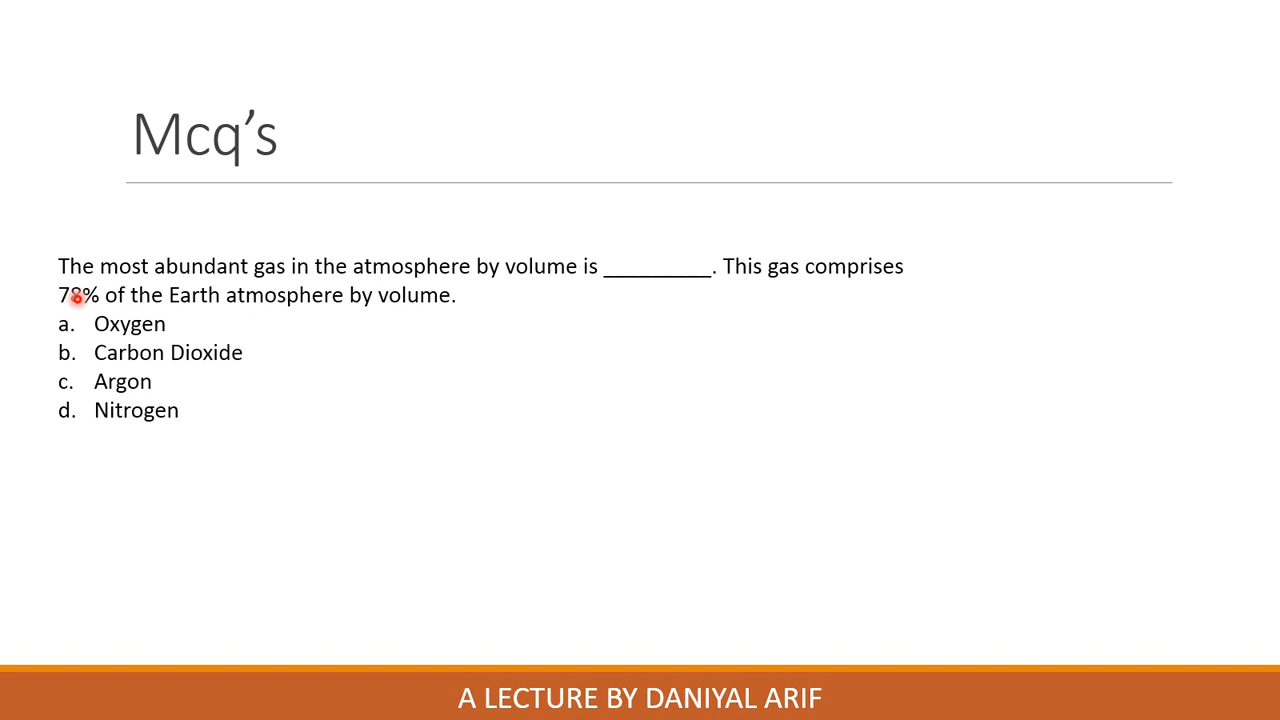 Mcq’s
The most abundant gas in the atmosphere by volume is _________. This gas comprises
78% of the Earth atmosphere by volume.
a. Oxygen
b. Carbon Dioxide
c. Argon
d. Nitrogen
A LECTURE BY DANIYAL ARIF